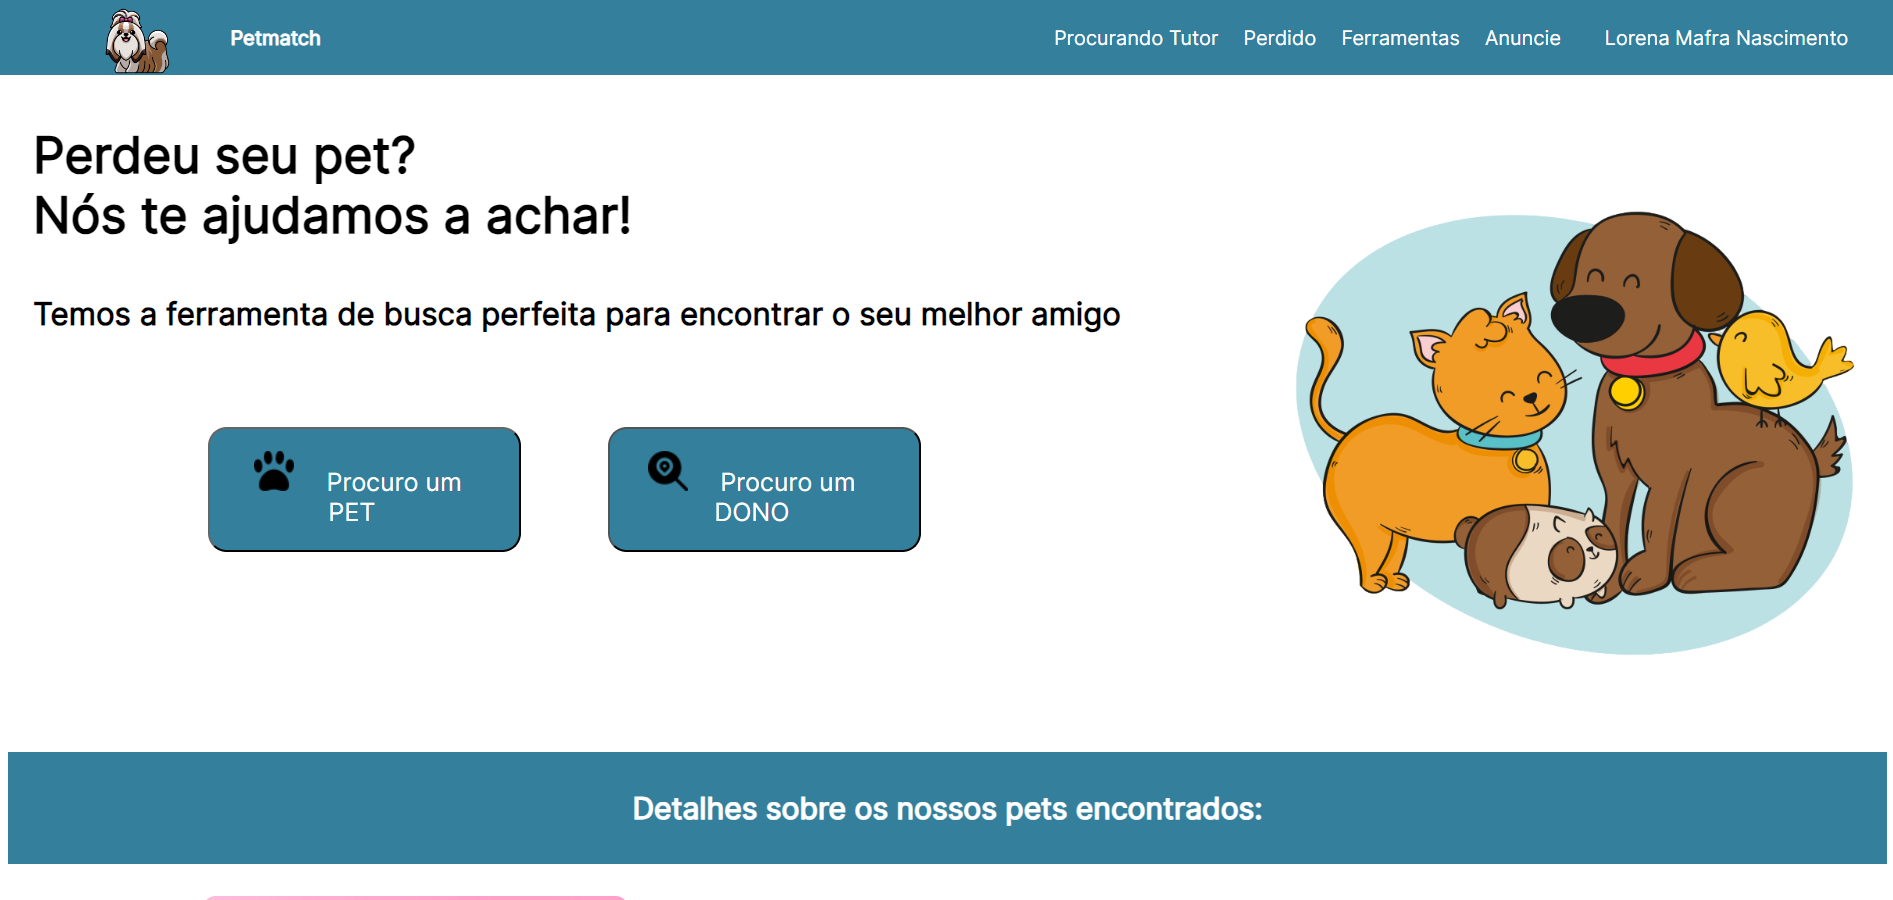 Petmatch
Procurando Tutor Perdido Ferramentas Anuncie Lorena Mafra Nascimento
Perdeu seu pet?
Nós te ajudamos a achar!
Temos a ferramenta de busca perfeita para encontrar o seu melhor amigo
Procuro um
PET
Procuro um
DONO
Detalhes sobre os nossos pets encontrados: